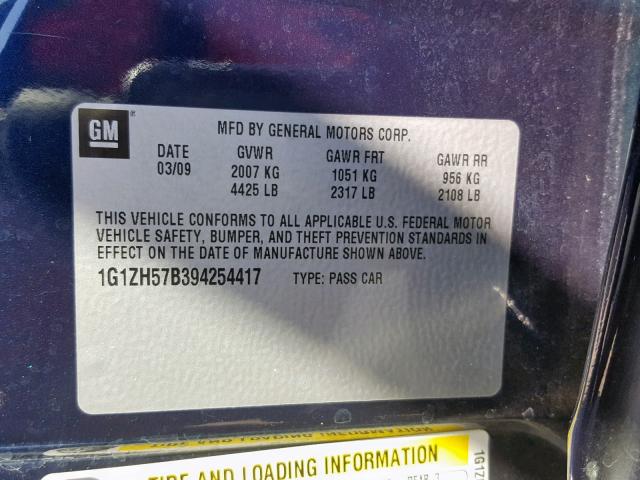 GM
MFD BY GENERAL MOTORS CORP.
DATE GVWR GAWR FRT GAWR RR
03/09 2007 KG 1051 KG 956 KG
4425 LB 2317 LB 2108 LB
THIS VEHICLE CONFORMS TO ALL APPLICABLE U.S. FEDERAL MOTOR
VEHICLE SAFETY, BUMPER, AND THEFT PREVENTION STANDARDS IN
EFFECT ON THE DATE OF MANUFACTURE SHOWN ABOVE.
1G1ZH57B394254417 TYPE: PASS CAR
TIRE AND LOADING INFORMATION
1G1Z